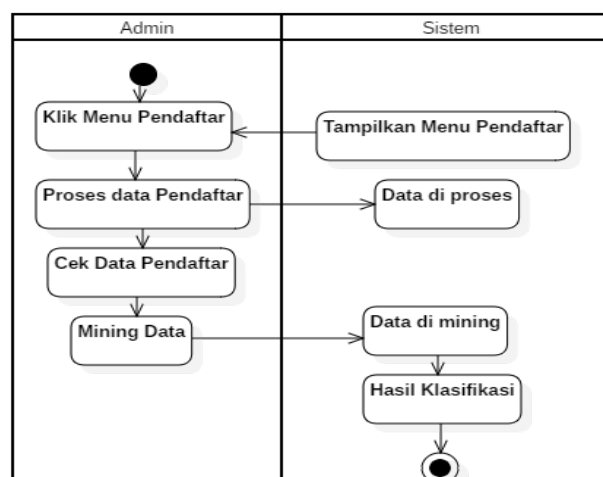 Admin
Sistem
Klik Menu Pendaftar
Tampilkan Menu Pendaftar
Proses data Pendaftar
Data di proses
Cek Data Pendaftar
Mining Data
Data di mining
Hasil Klasifikasi